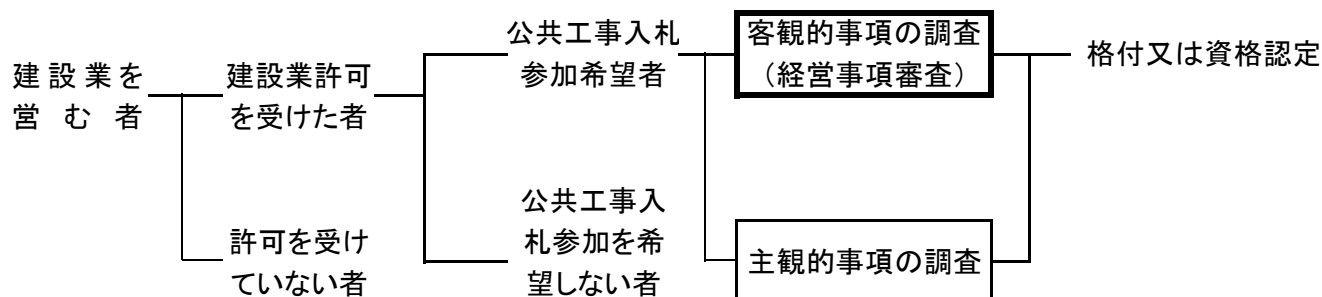 建設業を
営む者
建設業許可
を受けた者
許可を受け
ていない者
公共工事入札
参加希望者
公共工事入
札参加を希
望しない者
客観的事項の調査
（経営事項審査）
主観的事項の調査
格付又は資格認定